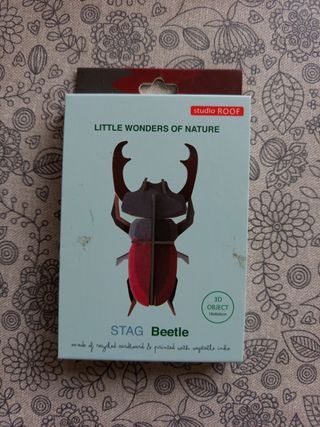 studio ROOF
LITTLE WONDERS OF NATURE
3D
OBJECT
STAG Beetle
made of recycled cardboard & printed with vegetable inks